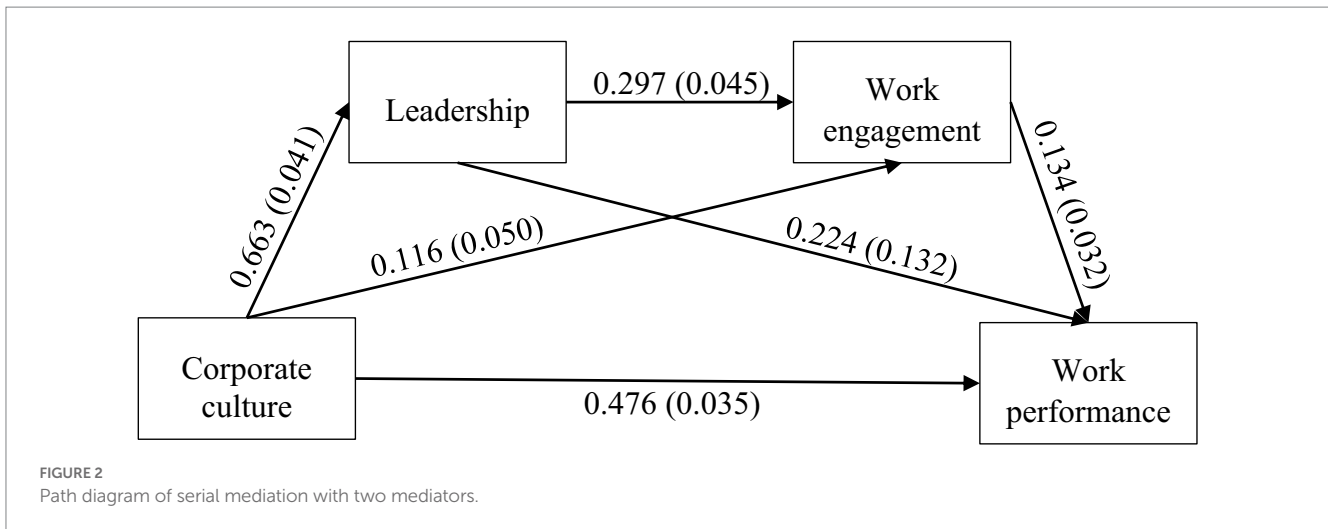 Leadership
0.297 (0.045)
Work
engagement
0.663 (0.041)
0.116 (0.050)
0.224 (0.132)
0.134 (0.032)
Corporate
culture
0.476 (0.035)
Work
performance
FIGURE 2
Path diagram of serial mediation with two mediators.